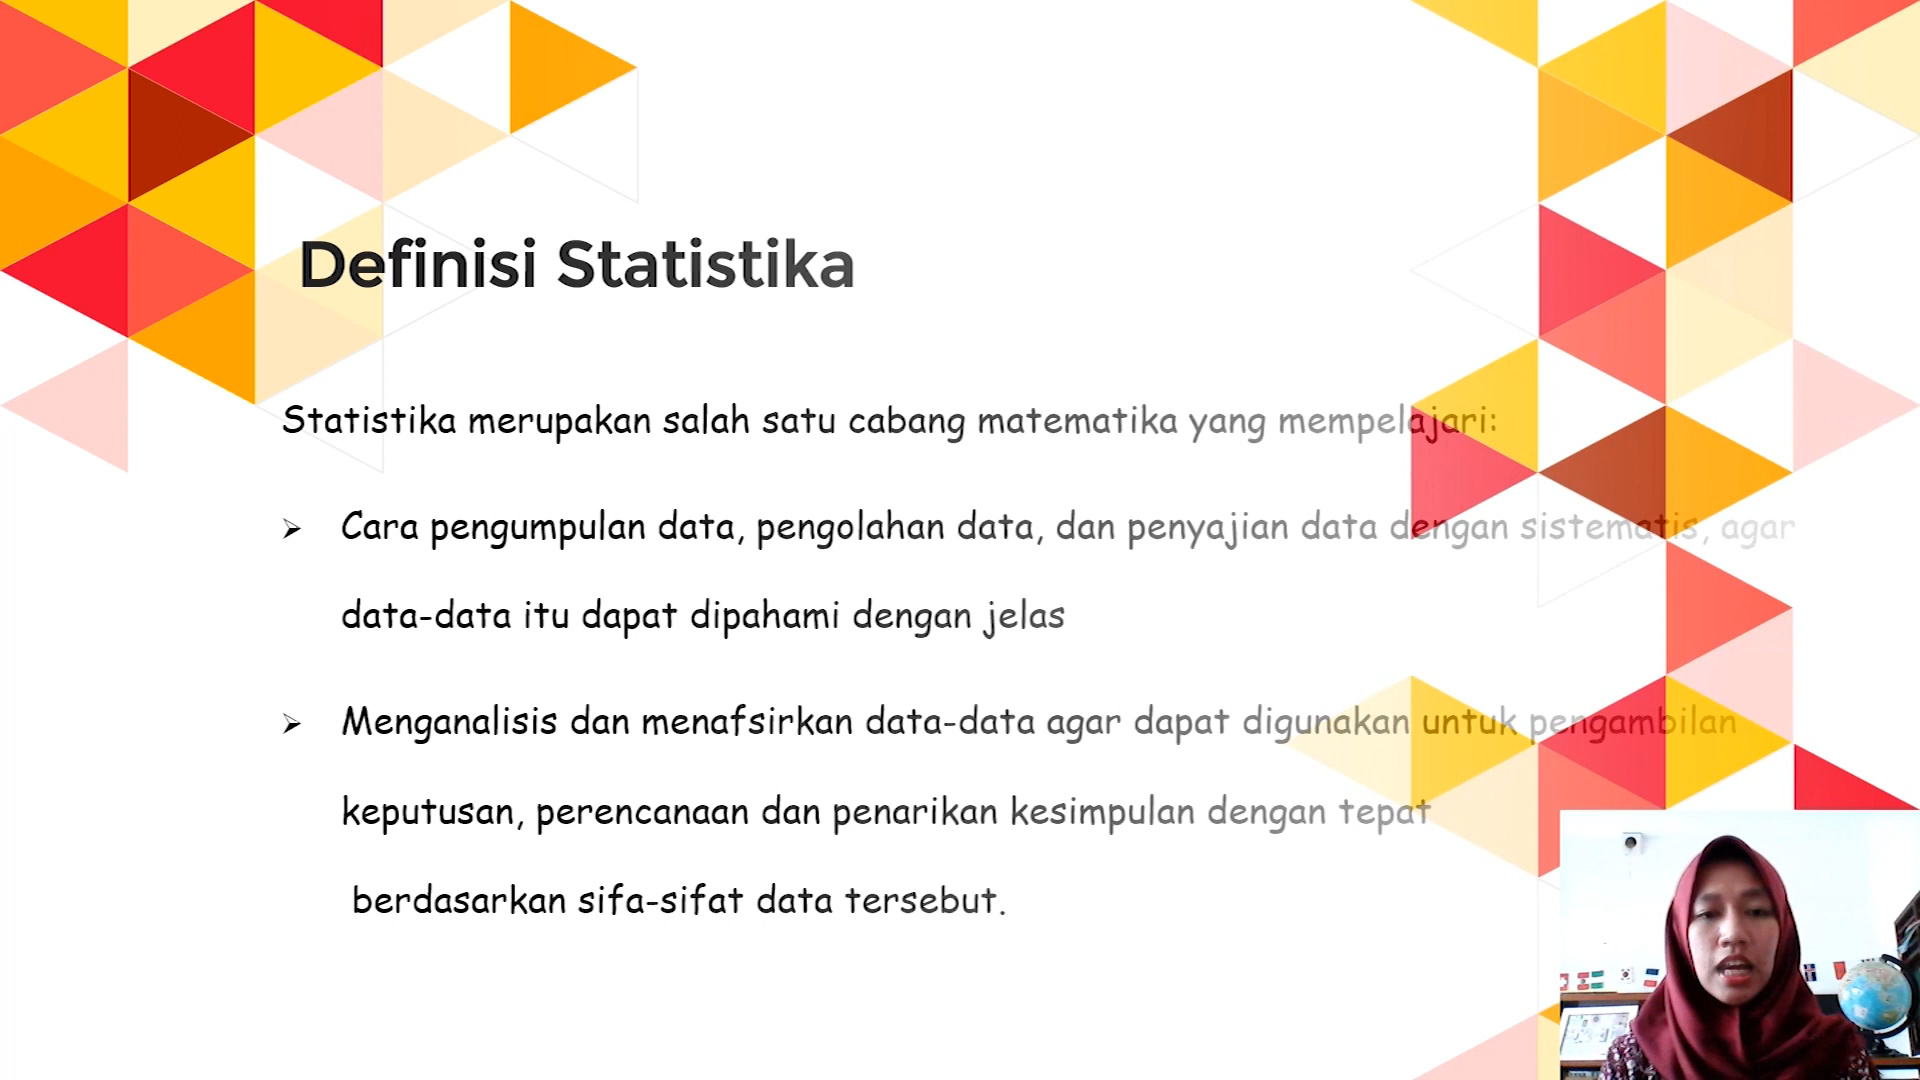 Definisi Statistika
Statistika merupakan salah satu cabang matematika yang mempelajari:
➢ Cara pengumpulan data, pengolahan data, dan penyajian data dengan sistematis, agar
data-data itu dapat dipahami dengan jelas
➢ Menganalisis dan menafsirkan data-data agar dapat digunakan untuk pengambilan
keputusan, perencanaan dan penarikan kesimpulan dengan tepat
berdasarkan sifa-sifat data tersebut.